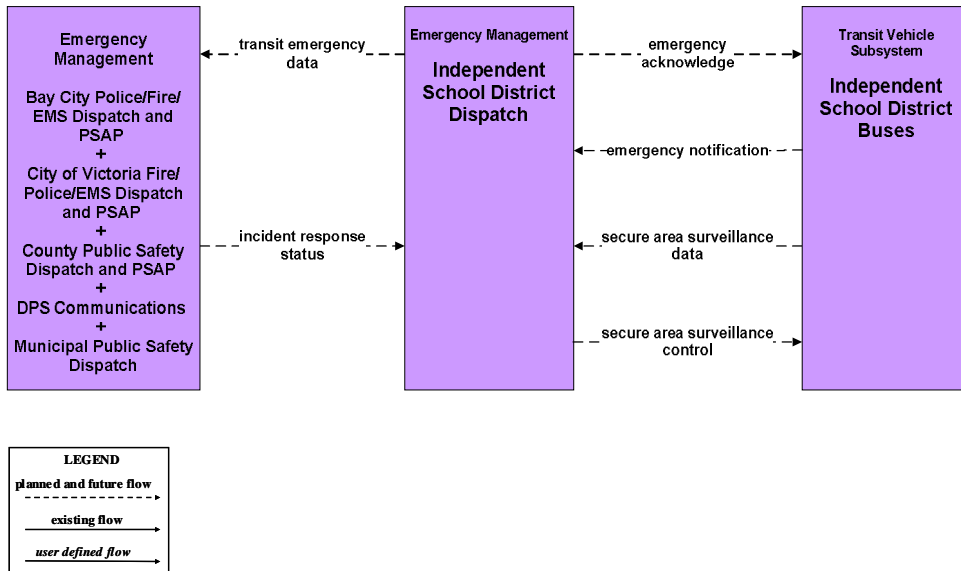 Emergency
Management
Bay City Police/Fire/
EMS Dispatch and
PSAP
+
City of Victoria Fire/
Police/EMS Dispatch
and PSAP
+
County Public Safety
Dispatch and PSAP
+
DPS Communications
+
Municipal Public Safety
Dispatch
transit emergency
data
incident response
status
Emergency Management
Independent
School District
Dispatch
emergency
acknowledge
emergency notification
secure area surveillance
data
secure area surveillance
control
Transit Vehicle
Subsystem
Independent
School District
Buses
LEGEND
planned and future flow
existing flow
user defined flow